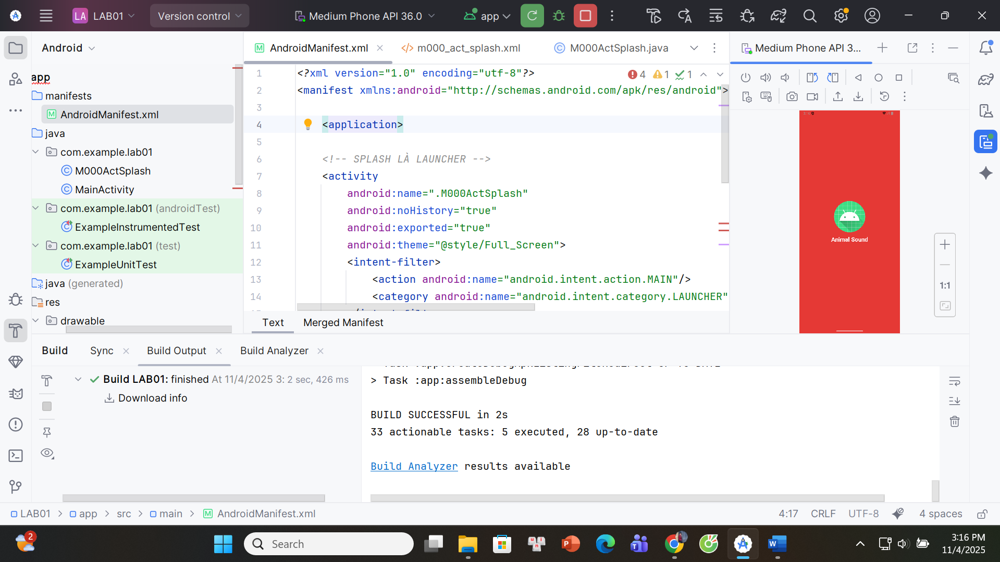 LA LAB01 Version control Medium Phone API 36.0 app
Android
AndroidManifest.xml m000_act_splash.xml M000ActSplash.java
Medium Phone API 3...
app
manifests
AndroidManifest.xml
java
com.example.lab01
M000ActSplash
MainActivity
com.example.lab01 (androidTest)
ExampleInstrumentedTest
com.example.lab01 (test)
ExampleUnitTest
java (generated)
res
drawable
4 1 1
1 <?xml version="1.0" encoding="utf-8"?>
2 <manifest xmlns:android="http://schemas.android.com/apk/res/android">
3
4 <application>
5
6 <!-- SPLASH LÀ LAUNCHER -->
7 <activity
8 android:name=".M000ActSplash"
9 android:noHistory="true"
10 android:exported="true"
11 android:theme="@style/Full_Screen">
12 <intent-filter>
13 <action android:name="android.intent.action.MAIN"/>
14 <category android:name="android.intent.category.LAUNCHER"
Text Merged Manifest
Animal Sound
1:1
Build Sync Build Output Build Analyzer
Build LAB01: finished At 11/4/2025 3: 2 sec, 426 ms
Download info
> Task :app:assembleDebug
BUILD SUCCESSFUL in 2s
33 actionable tasks: 5 executed, 28 up-to-date
Build Analyzer results available
LAB01 > app > src > main > AndroidManifest.xml
4:17 CRLF UTF-8 4 spaces
2
Search
3:16 PM
11/4/2025